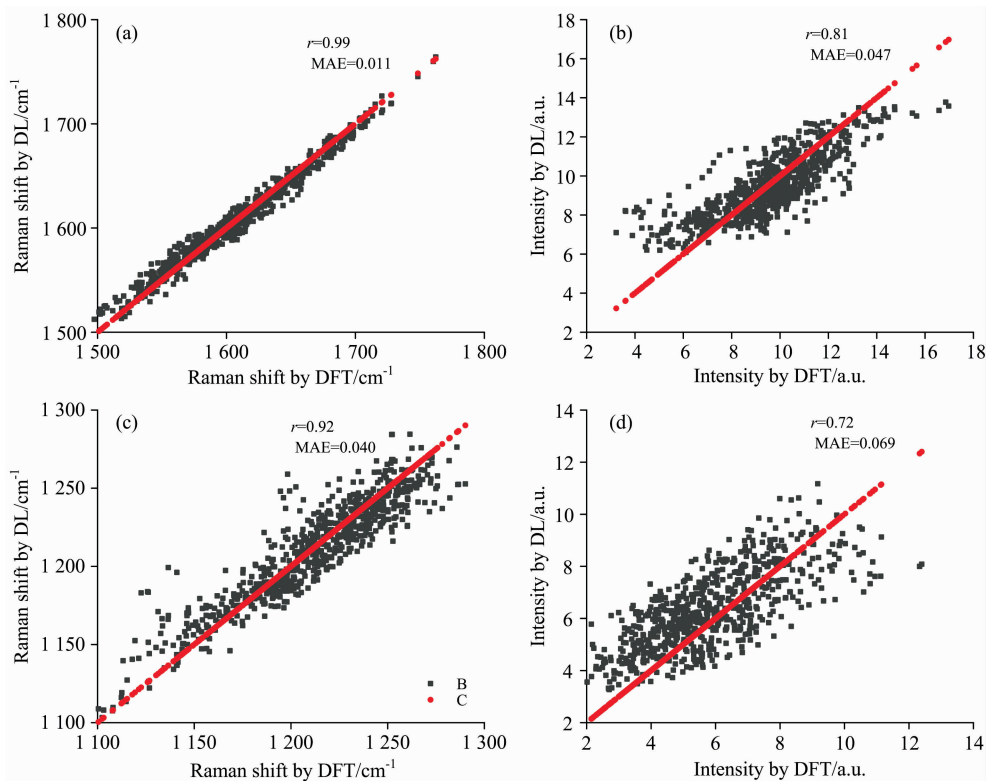 (a)
r=0.99
MAE=0.011
Raman shift by DL/cm-1
1 800
1 700
1 600
1 500
1 500
1 600
1 700
1 800
Raman shift by DFT/cm-1
(b)
r=0.81
MAE=0.047
Intensity by DL/a.u.
18
16
14
12
10
8
6
4
2
2
4
6
8
10
12
14
16
18
Intensity by DFT/a.u.
(c)
r=0.92
MAE=0.040
Raman shift by DL/cm-1
1 300
1 250
1 200
1 150
1 100
B
C
1 100
1 150
1 200
1 250
1 300
Raman shift by DFT/cm-1
(d)
r=0.72
MAE=0.069
Intensity by DL/a.u.
14
12
10
8
6
4
2
2
4
6
8
10
12
14
Intensity by DFT/a.u.